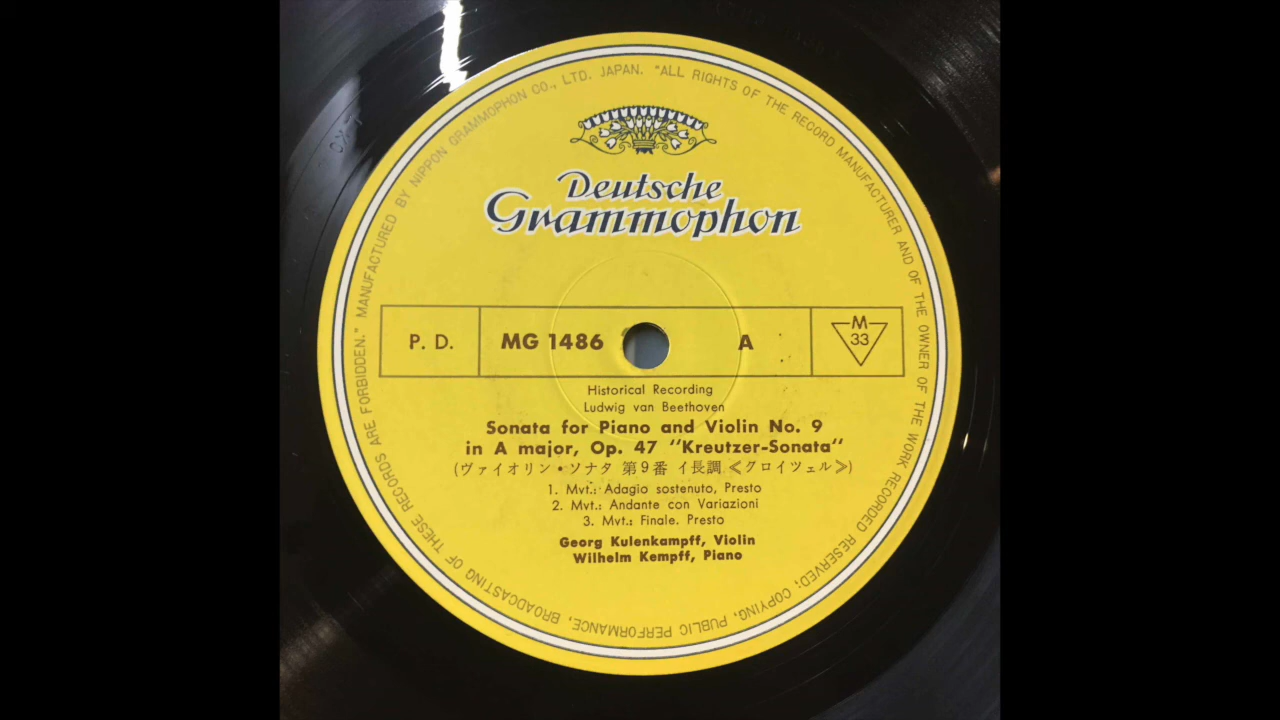 MANUFACTURED BY NIPPON GRAMMOPHON CO., LTD. JAPAN. "ALL RIGHTS OF THE RECORD MANUFACTURER AND OF THE OWNER OF THE WORK RECORDED RESERVED; COPYING, PUBLIC PERFORMANCE, BROADCASTING OF THESE RECORDS ARE FORBIDDEN."
Deutsche
Grammophon
P. D. MG 1486 A M 33
Historical Recording
Ludwig van Beethoven
Sonata for Piano and Violin No. 9
in A major, Op. 47 "Kreutzer-Sonata"
(ヴァイオリン・ソナタ 第9番 イ長調 ≪クロイツェル≫)
1. Mvt.: Adagio sostenuto, Presto
2. Mvt.: Andante con Variazioni
3. Mvt.: Finale. Presto
Georg Kulenkampff, Violin
Wilhelm Kempff, Piano